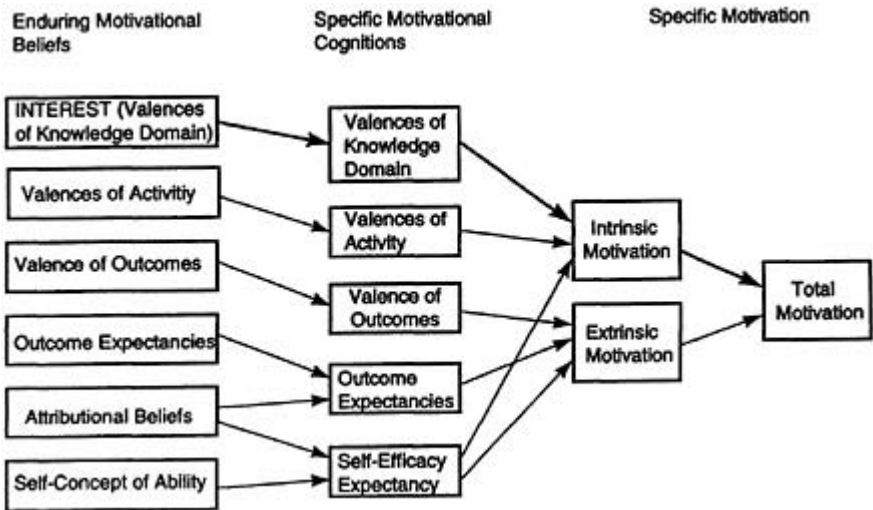 Enduring Motivational
Beliefs
Specific Motivational
Cognitions
Specific Motivation
INTEREST (Valences
of Knowledge Domain)
Valences of Activitiy
Valence of Outcomes
Outcome Expectancies
Attributional Beliefs
Self-Concept of Ability
Valences of
Knowledge
Domain
Valences of
Activity
Valence of
Outcomes
Outcome
Expectancies
Self-Efficacy
Expectancy
Intrinsic
Motivation
Extrinsic
Motivation
Total
Motivation